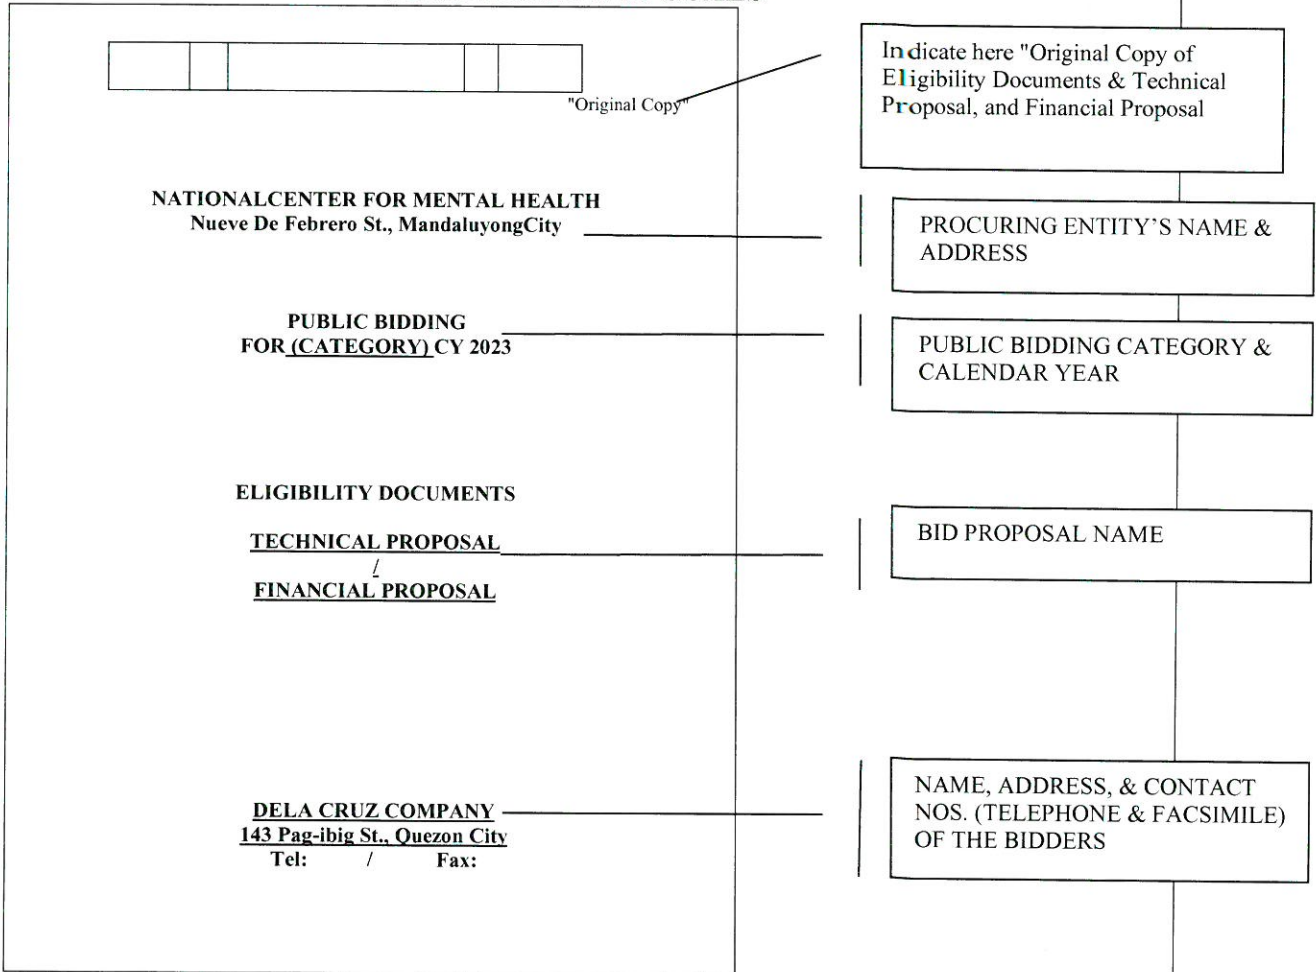 "Original Copy"
Indicate here "Original Copy of
Eligibility Documents & Technical
Proposal, and Financial Proposal
NATIONALCENTER FOR MENTAL HEALTH
Nueve De Febrero St., MandaluyongCity
PROCURING ENTITY'S NAME &
ADDRESS
PUBLIC BIDDING
FOR (CATEGORY) CY 2023
PUBLIC BIDDING CATEGORY &
CALENDAR YEAR
ELIGIBILITY DOCUMENTS
TECHNICAL PROPOSAL
/
FINANCIAL PROPOSAL
BID PROPOSAL NAME
DELA CRUZ COMPANY
143 Pag-ibig St., Quezon City
Tel: / Fax:
NAME, ADDRESS, & CONTACT
NOS. (TELEPHONE & FACSIMILE)
OF THE BIDDERS